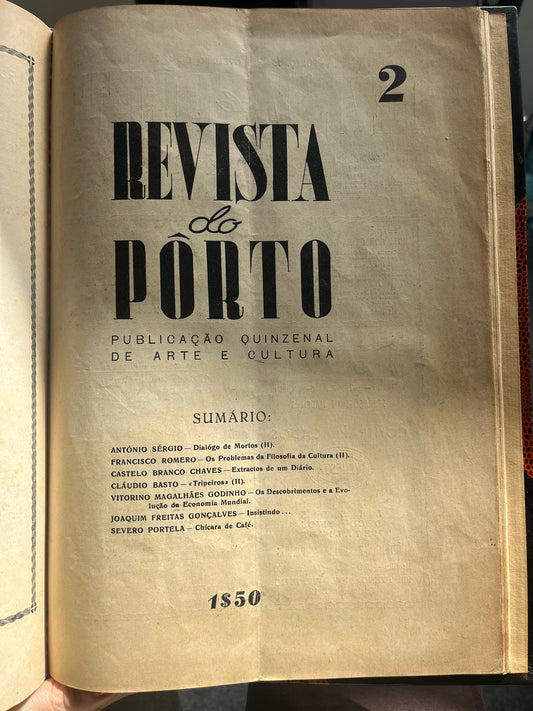 2
REVISTA
do
PÔRTO
PUBLICAÇÃO QUINZENAL
DE ARTE E CULTURA
SUMÁRIO:
ANTÓNIO SÉRGIO — Dialógo de Mortos (II).
FRANCISCO ROMERO — Os Problemas da Filosofia da Cultura (II).
CASTELO BRANCO CHAVES — Extractos de um Diário.
CLÁUDIO BASTO — «Tripeiros» (II).
VITORINO MAGALHÃES GODINHO — Os Descobrimentos e a Evo-
lução da Economia Mundial.
JOAQUIM FREITAS GONÇALVES — Insistindo...
SEVERO PORTELA — Chícara de Café.
1$50